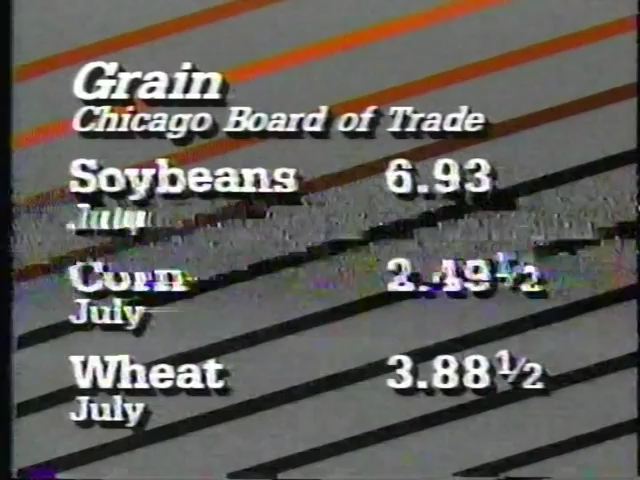 Grain
Chicago Board of Trade
Soybeans 6.93
July
Corn 2.49½
July
Wheat 3.88½
July